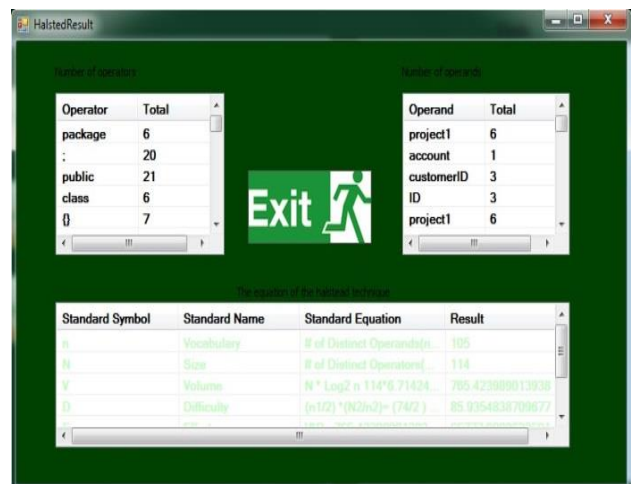 HalstedResult
Number of operators
Number of operands
Operator Total
package 6
; 20
public 21
class 6
{} 7
Operand Total
project1 6
account 1
customerID 3
ID 3
project1 6
Exit
The equation of the halstead technique
Standard Symbol Standard Name Standard Equation Result
n Vocabulary # of Distinct Operands(n... 105
N Size # of Distinct Operators(... 114
V Volume N * Log2 n 114*6.71424... 765.423989013938
D Difficulty (n1/2) *(N2/n2)= (74/2 ) ... 85.9354838709677